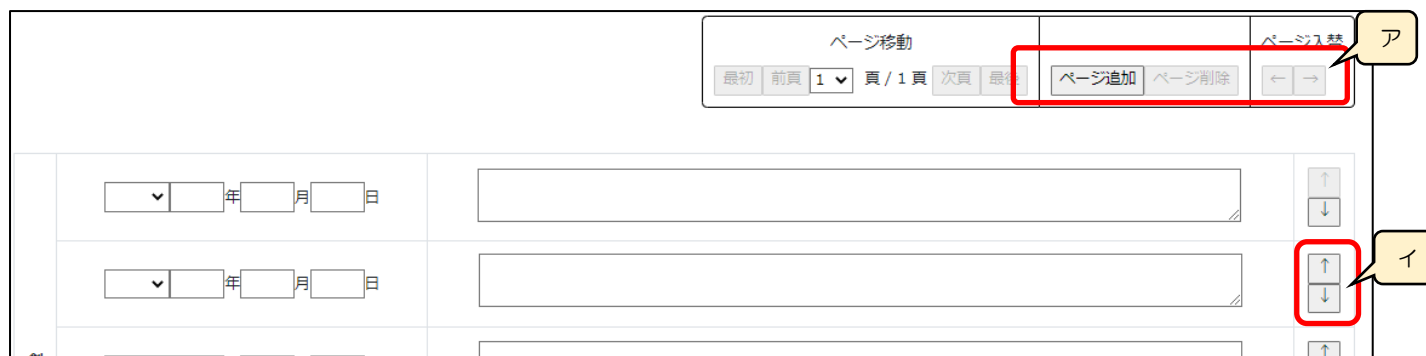 ページ移動 ページ入替 ア
最初 前頁 1 頁 / 1 頁 次頁 最後 ページ追加 ページ削除 ← →
年 月 日 ↑
↓
年 月 日 ↑ イ
↓
↑